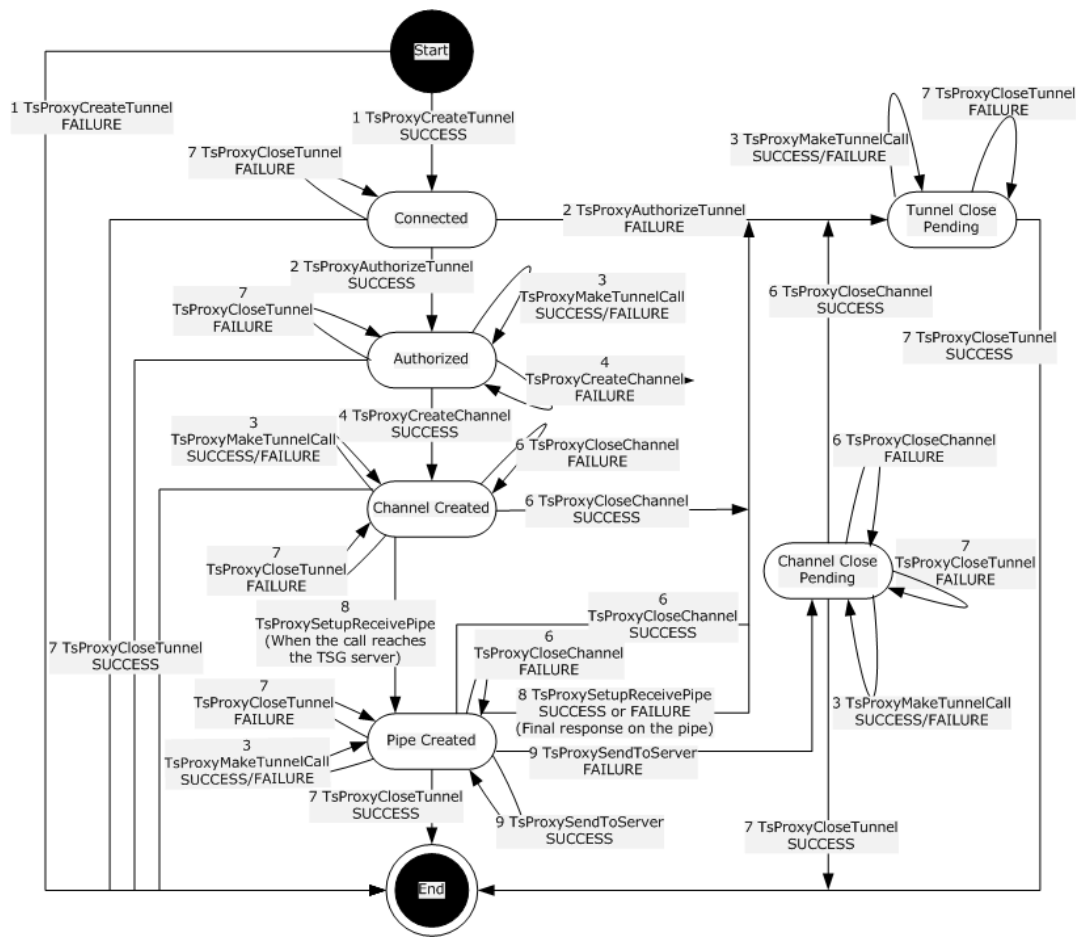 Start
1 TsProxyCreateTunnel
FAILURE
1 TsProxyCreateTunnel
SUCCESS
7 TsProxyCloseTunnel
FAILURE
3 TsProxyMakeTunnelCall
SUCCESS/FAILURE
7 TsProxyCloseTunnel
FAILURE
Connected
2 TsProxyAuthorizeTunnel
FAILURE
Tunnel Close
Pending
2 TsProxyAuthorizeTunnel
SUCCESS
7
TsProxyCloseTunnel
FAILURE
3
TsProxyMakeTunnelCall
SUCCESS/FAILURE
6 TsProxyCloseChannel
SUCCESS
7 TsProxyCloseTunnel
SUCCESS
Authorized
4
TsProxyCreateChannel
FAILURE
4 TsProxyCreateChannel
SUCCESS
3
TsProxyMakeTunnelCall
SUCCESS/FAILURE
6 TsProxyCloseChannel
FAILURE
6 TsProxyCloseChannel
FAILURE
Channel Created
6 TsProxyCloseChannel
SUCCESS
7
TsProxyCloseTunnel
FAILURE
Channel Close
Pending
7
TsProxyCloseTunnel
FAILURE
8
TsProxySetupReceivePipe
(When the call reaches
the TSG server)
6
TsProxyCloseChannel
SUCCESS
7 TsProxyCloseTunnel
SUCCESS
6
TsProxyCloseChannel
FAILURE
7
TsProxyCloseTunnel
FAILURE
8 TsProxySetupReceivePipe
SUCCESS or FAILURE
(Final response on the pipe)
3 TsProxyMakeTunnelCall
SUCCESS/FAILURE
Pipe Created
3
TsProxyMakeTunnelCall
SUCCESS/FAILURE
9 TsProxySendToServer
FAILURE
7 TsProxyCloseTunnel
SUCCESS
9 TsProxySendToServer
SUCCESS
7 TsProxyCloseTunnel
SUCCESS
End